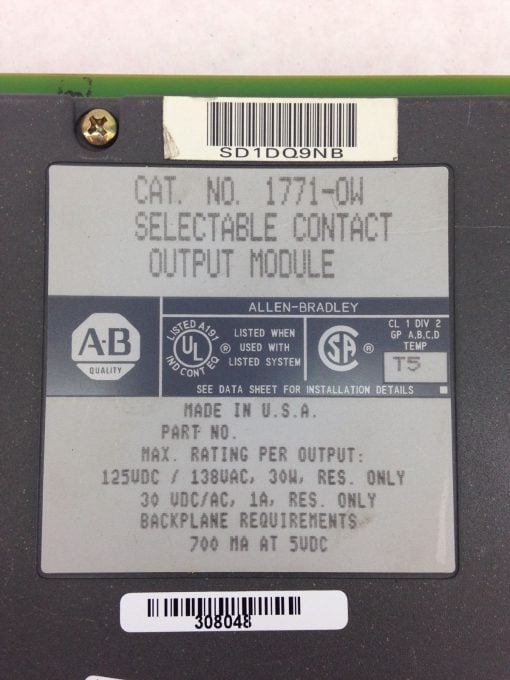 SD1DQ9NB
CAT. NO. 1771-OW
SELECTABLE CONTACT
OUTPUT MODULE
ALLEN-BRADLEY
A-B
QUALITY
LISTED A191
UL
IND CONT EQ
®
LISTED WHEN
USED WITH
LISTED SYSTEM
SA
®
CL 1 DIV 2
GP A,B,C,D
TEMP
T5
SEE DATA SHEET FOR INSTALLATION DETAILS
MADE IN U.S.A.
PART NO.
MAX. RATING PER OUTPUT:
125VDC / 138VAC, 30W, RES. ONLY
30 VDC/AC, 1A, RES. ONLY
BACKPLANE REQUIREMENTS
700 MA AT 5VDC
308048